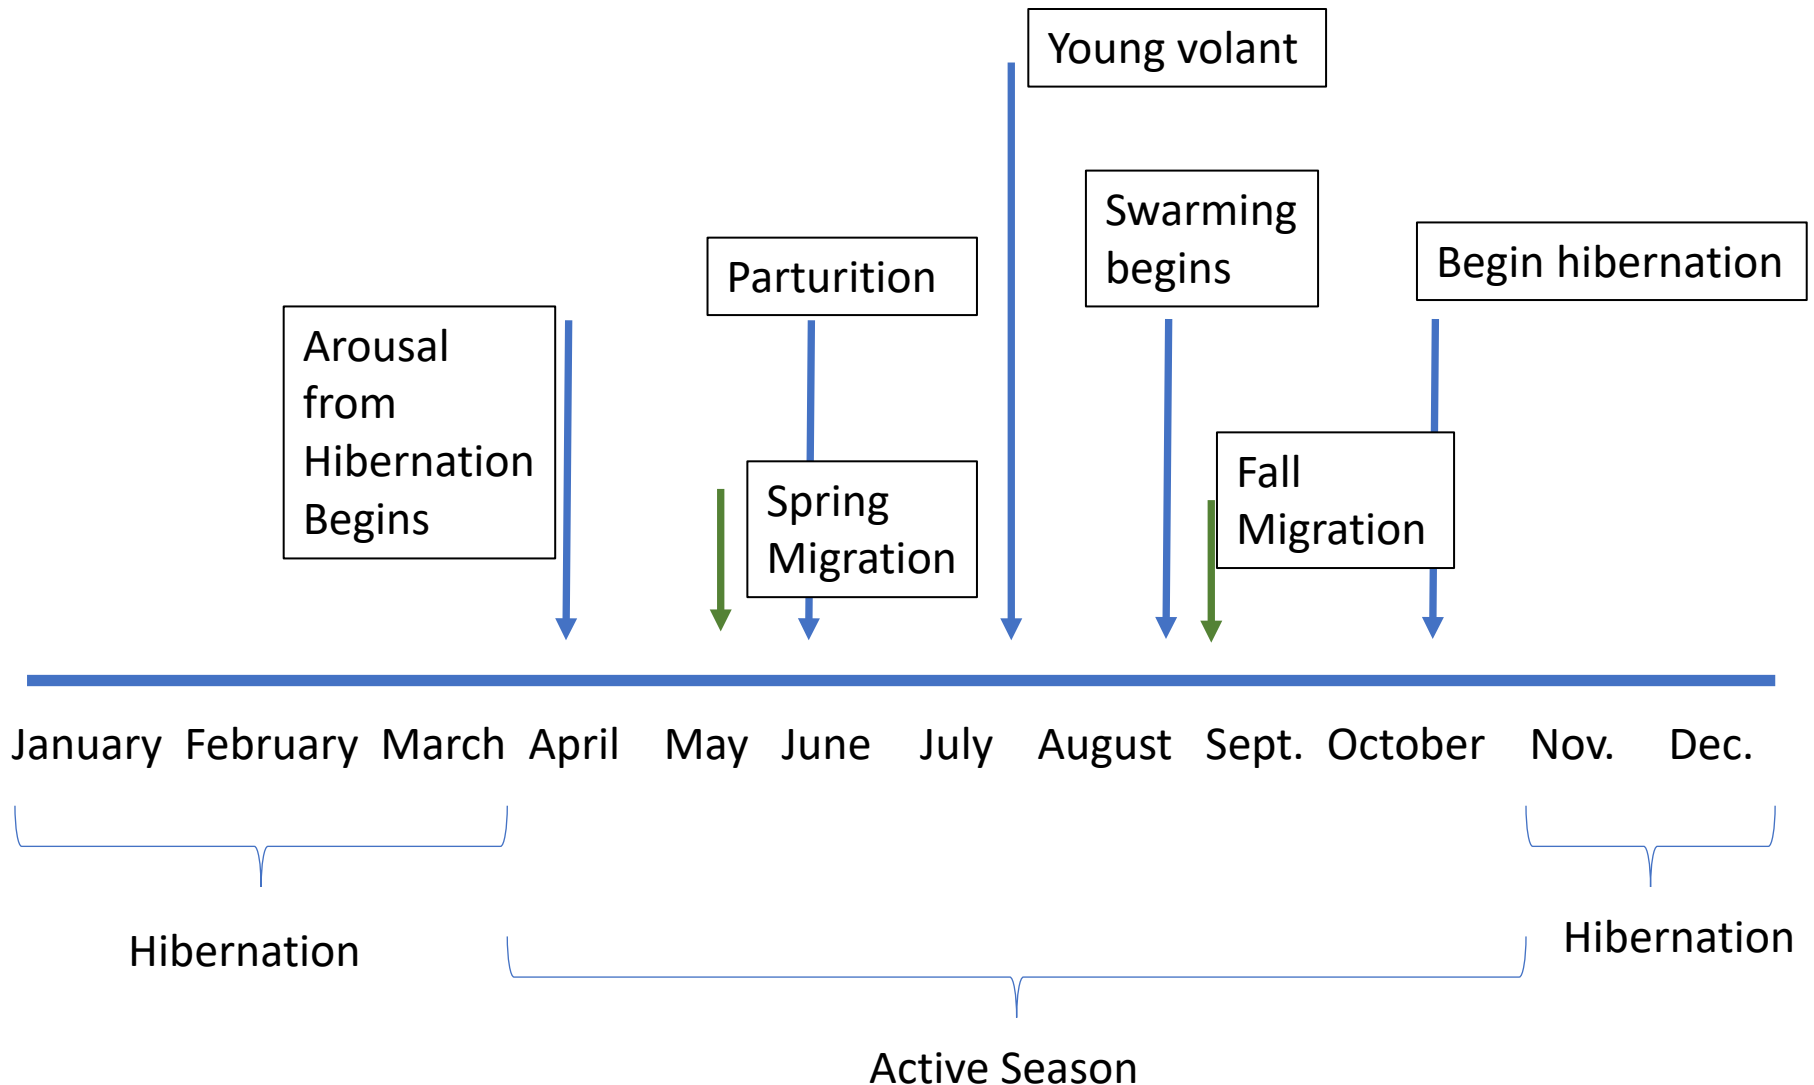 Young volant
Swarming
begins
Parturition
Begin hibernation
Arousal
from
Hibernation
Begins
Spring
Migration
Fall
Migration
January February March April May June July August Sept. October Nov. Dec.
Hibernation
Hibernation
Active Season